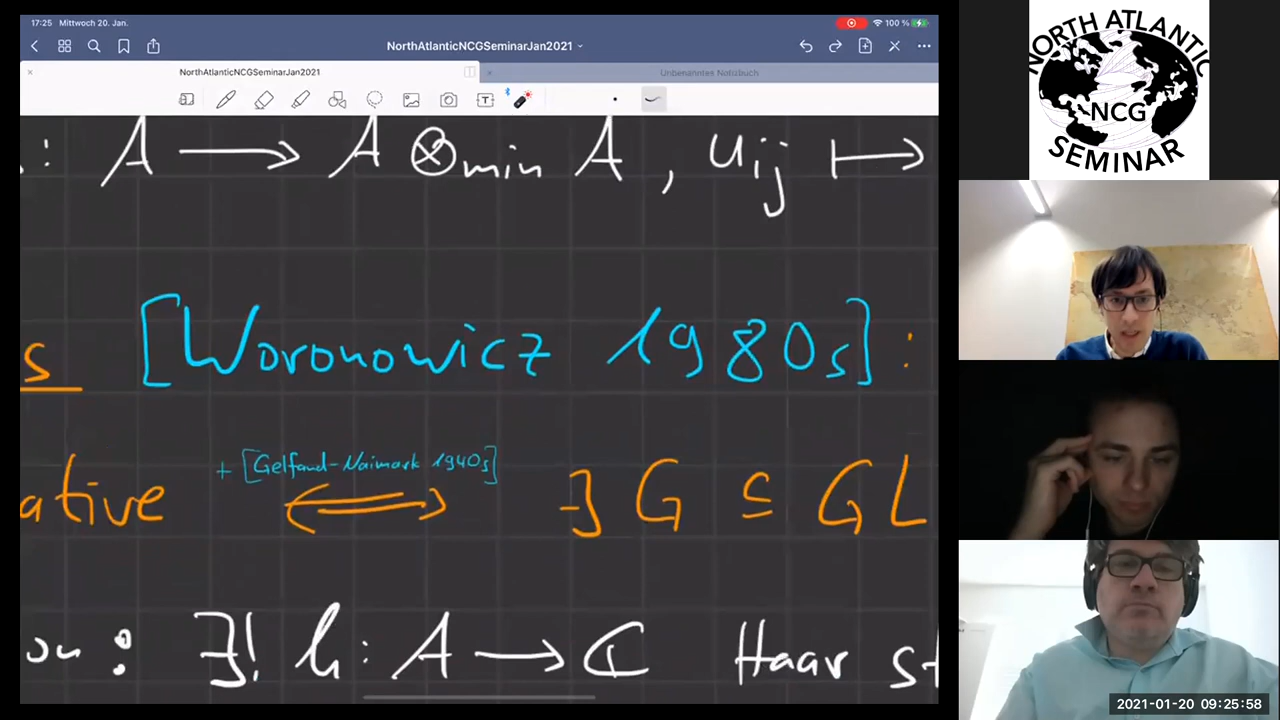 17:25 Mittwoch 20. Jan.
100 %
NorthAtlanticNCGSeminarJan2021
NorthAtlanticNCGSeminarJan2021
Unbenanntes Notizbuch
: A ⟶ A ⊗min A , uij ⟼
s [Woronowicz 1980s] :
+ [Gelfand-Naimark 1940s]
ative ⟺ ∃ G ⊆ GL
on : ∃! h : A ⟶ ℂ Haar st
NORTH ATLANTIC
NCG
SEMINAR
2021-01-20 09:25:58